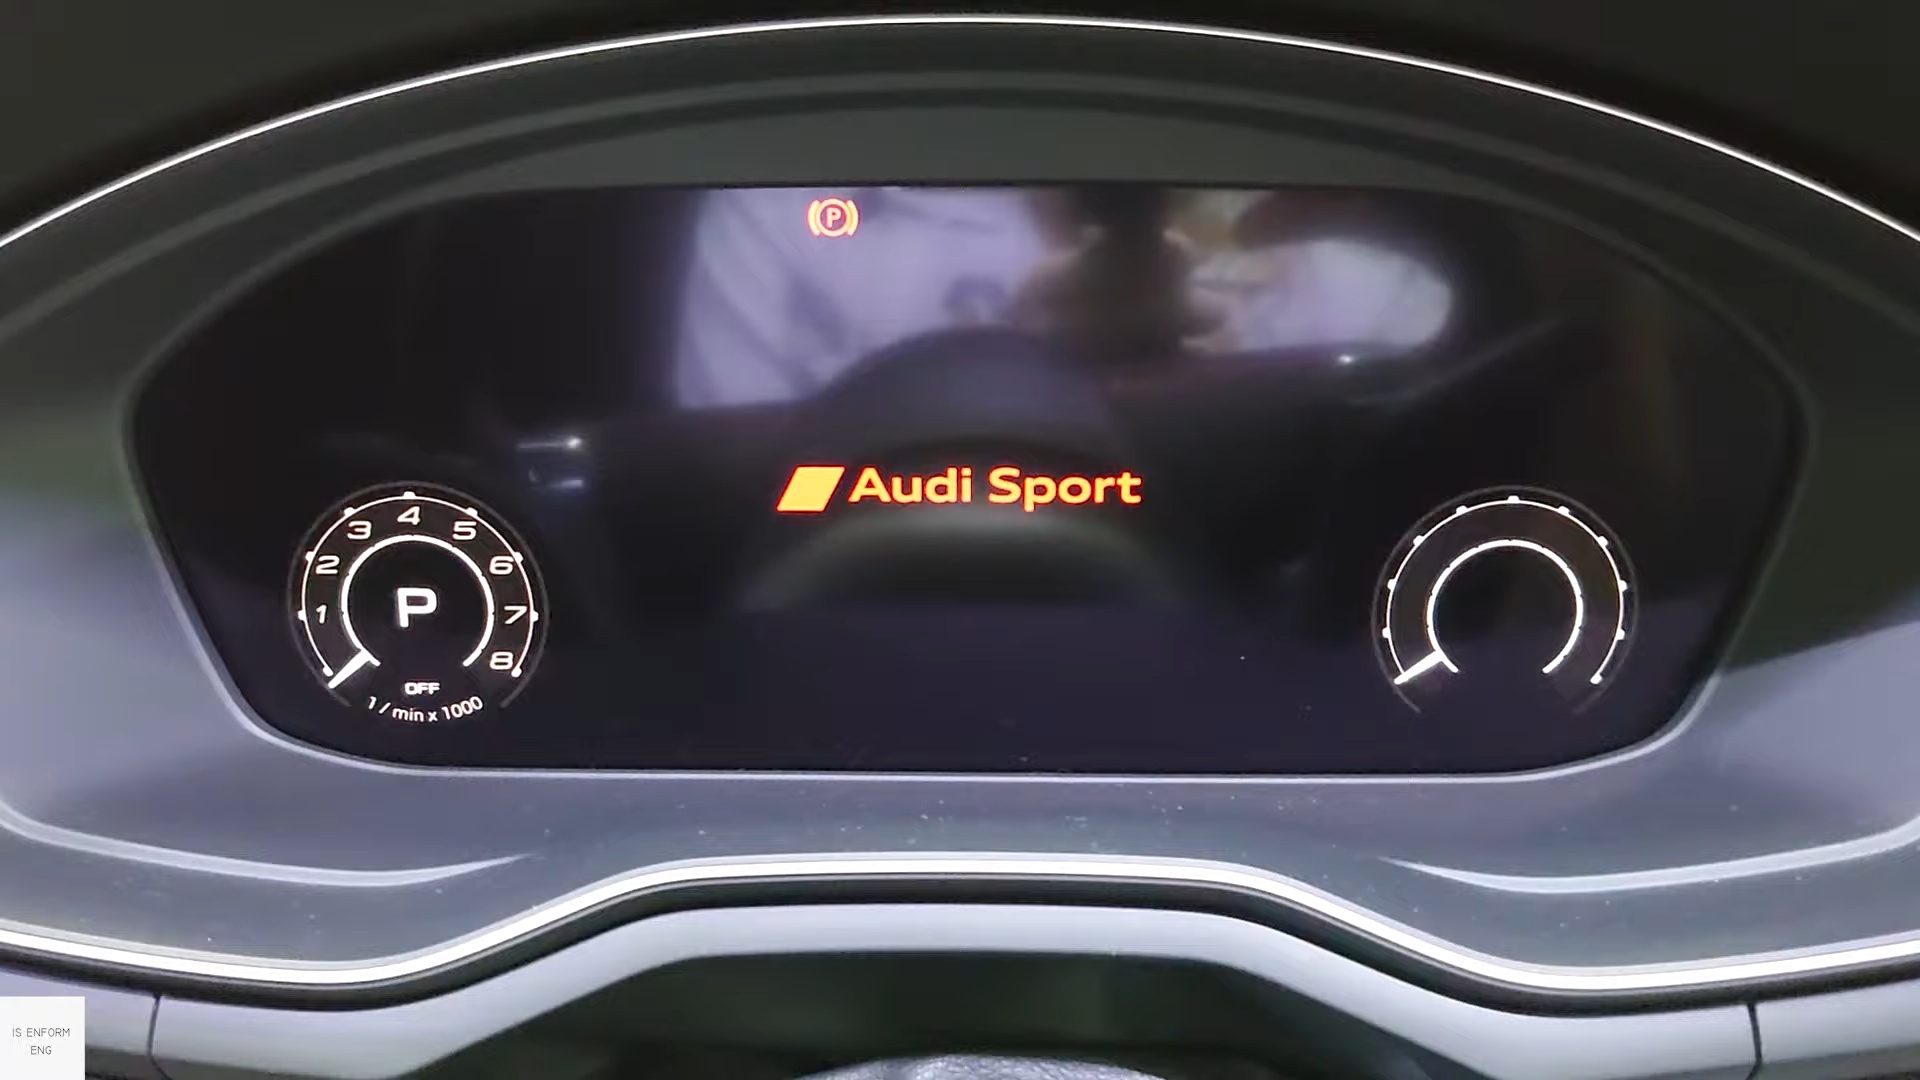 P
Audi Sport
1
2
3
4
5
6
7
8
P
OFF
1 / min x 1000
IS ENFORM
ENG